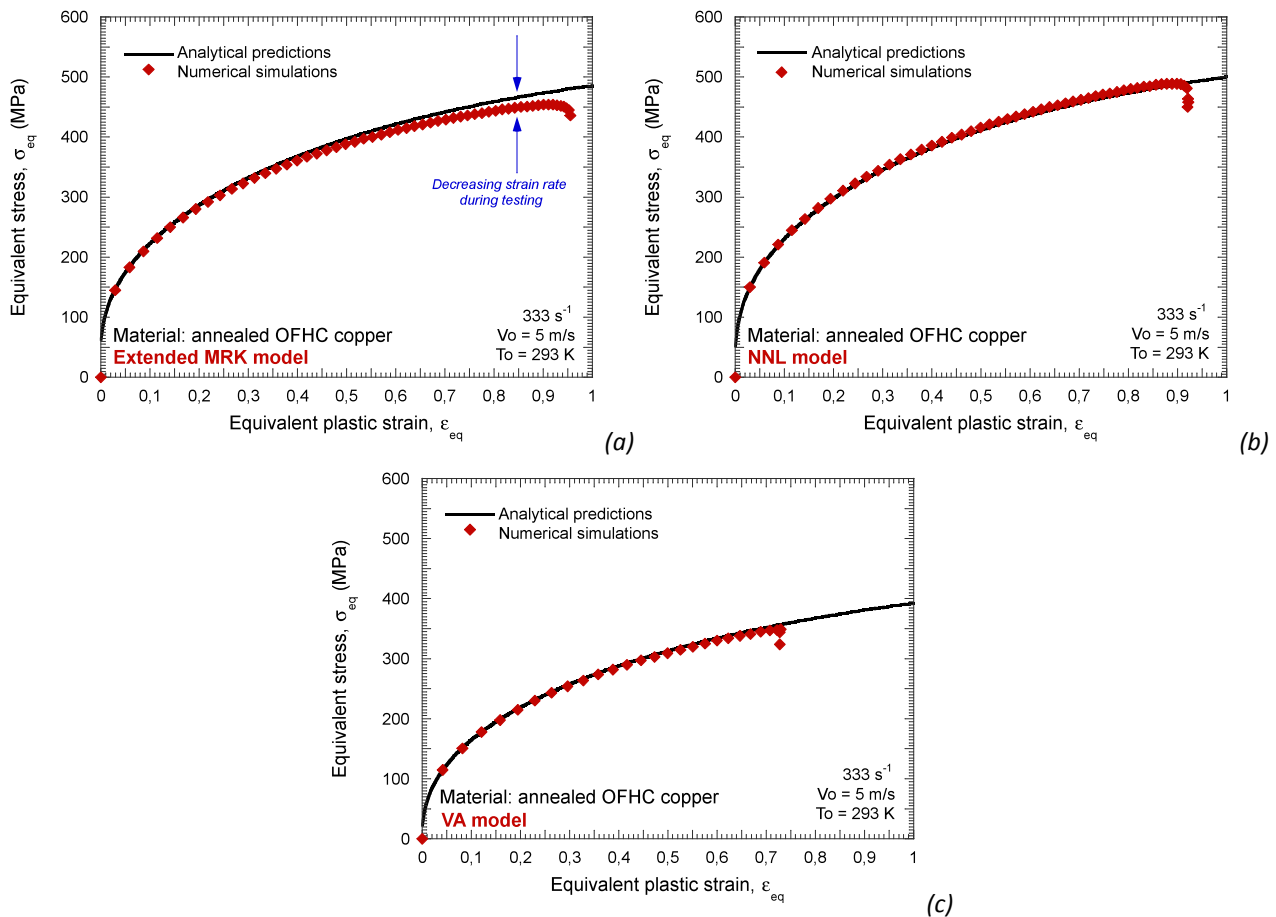 600
500
400
300
200
100
0
Equivalent stress, σeq (MPa)
Analytical predictions
Numerical simulations
Decreasing strain rate
during testing
333 s-1
Vo = 5 m/s
To = 293 K
Material: annealed OFHC copper
Extended MRK model
0 0,1 0,2 0,3 0,4 0,5 0,6 0,7 0,8 0,9 1
Equivalent plastic strain, εeq
(a)
600
500
400
300
200
100
0
Equivalent stress, σeq (MPa)
Analytical predictions
Numerical simulations
333 s-1
Vo = 5 m/s
To = 293 K
Material: annealed OFHC copper
NNL model
0 0,1 0,2 0,3 0,4 0,5 0,6 0,7 0,8 0,9 1
Equivalent plastic strain, εeq
(b)
600
500
400
300
200
100
0
Equivalent stress, σeq (MPa)
Analytical predictions
Numerical simulations
333 s-1
Vo = 5 m/s
To = 293 K
Material: annealed OFHC copper
VA model
0 0,1 0,2 0,3 0,4 0,5 0,6 0,7 0,8 0,9 1
Equivalent plastic strain, εeq
(c)